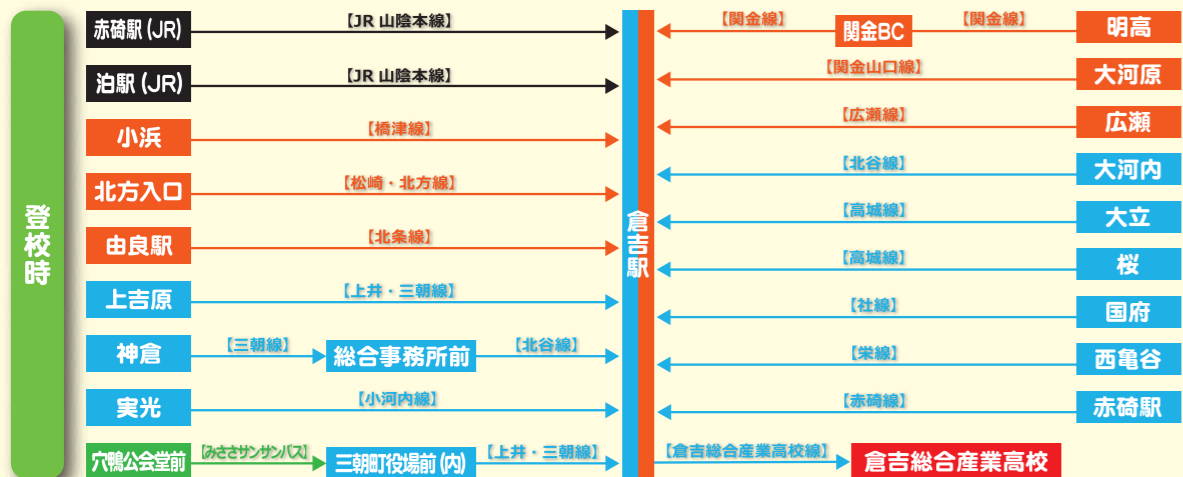 登校時
赤碕駅(JR) 【JR 山陰本線】
泊駅(JR) 【JR 山陰本線】
小浜 【橋津線】
北方入口 【松崎・北方線】
由良駅 【北条線】
上吉原 【上井・三朝線】
神倉 【三朝線】 総合事務所前 【北谷線】
実光 【小河内線】
穴鴨公会堂前 【みささサンサンバス】 三朝町役場前(内) 【上井・三朝線】
倉吉駅
【関金線】 関金BC 【関金線】 明高
【関金山口線】 大河原
【広瀬線】 広瀬
【北谷線】 大河内
【高城線】 大立
【高城線】 桜
【社線】 国府
【栄線】 西亀谷
【赤碕線】 赤碕駅
【倉吉総合産業高校線】 倉吉総合産業高校